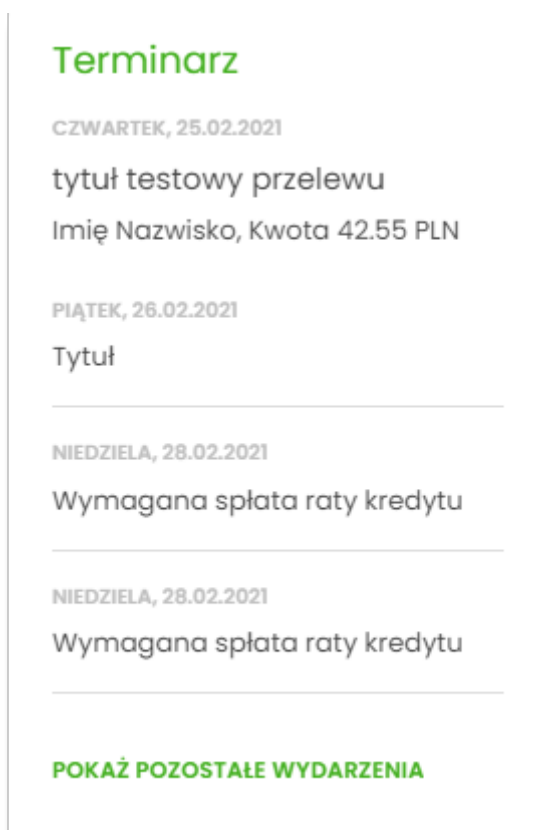 Terminarz
CZWARTEK, 25.02.2021
tytuł testowy przelewu
Imię Nazwisko, Kwota 42.55 PLN
PIĄTEK, 26.02.2021
Tytuł
NIEDZIELA, 28.02.2021
Wymagana spłata raty kredytu
NIEDZIELA, 28.02.2021
Wymagana spłata raty kredytu
POKAŻ POZOSTAŁE WYDARZENIA